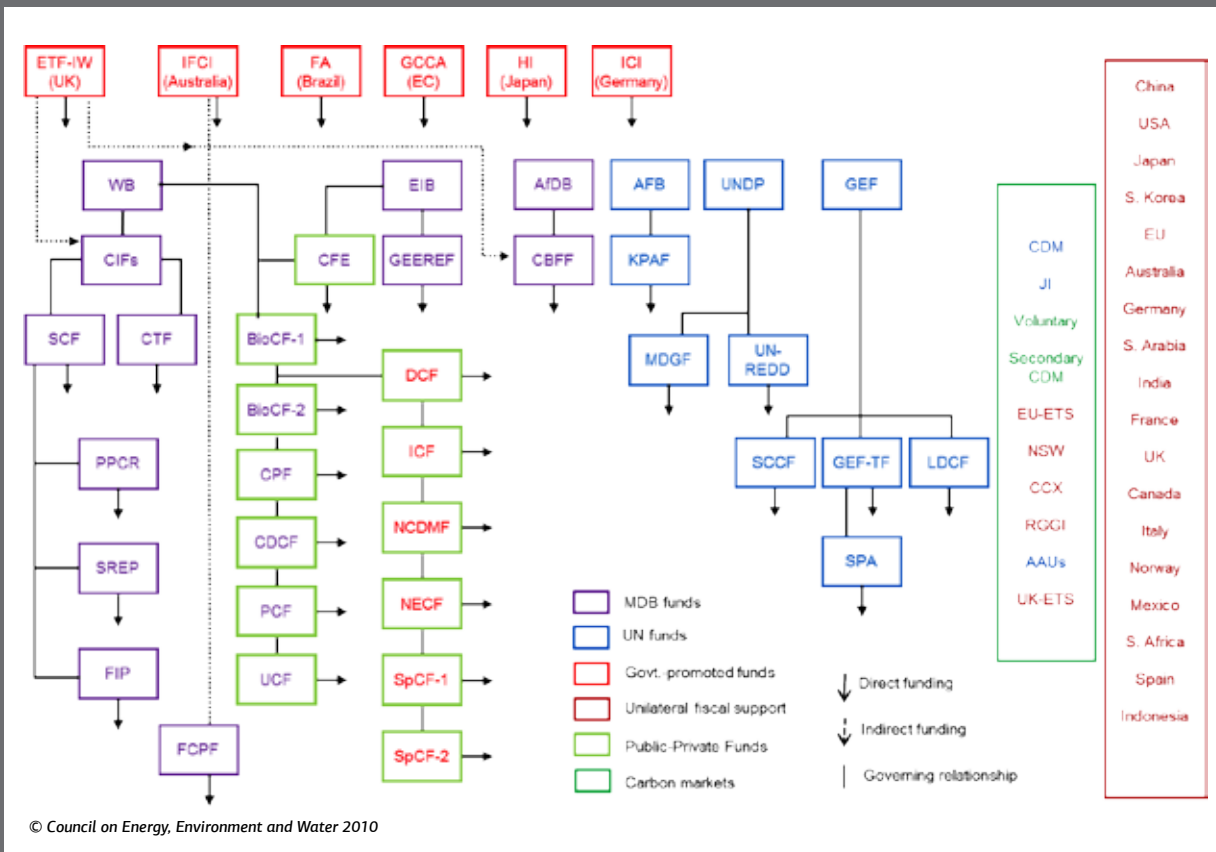 ETF-IW
(UK)
IFCI
(Australia)
FA
(Brazil)
GCCA
(EC)
HI
(Japan)
ICI
(Germany)
WB
EIB
AfDB
AFB
UNDP
GEF
CIFs
CFE
GEEREF
CBFF
KPAF
SCF
CTF
BioCF-1
DCF
MDGF
UN-
REDD
BioCF-2
PPCR
CPF
ICF
SCCF
GEF-TF
LDCF
SREP
CDCF
NCDMF
SPA
FIP
PCF
NECF
UCF
SpCF-1
FCPF
SpCF-2
MDB funds
UN funds
Govt.-promoted funds
Unilateral fiscal support
Public-Private Funds
Carbon markets
Direct funding
Indirect funding
Governing relationship
CDM
JI
Voluntary
Secondary
CDM
EU-ETS
NSW
CCX
RGGI
AAUs
UK-ETS
China
USA
Japan
S. Korea
EU
Australia
Germany
S. Arabia
India
France
UK
Canada
Italy
Norway
Mexico
S. Africa
Spain
Indonesia
© Council on Energy, Environment and Water 2010